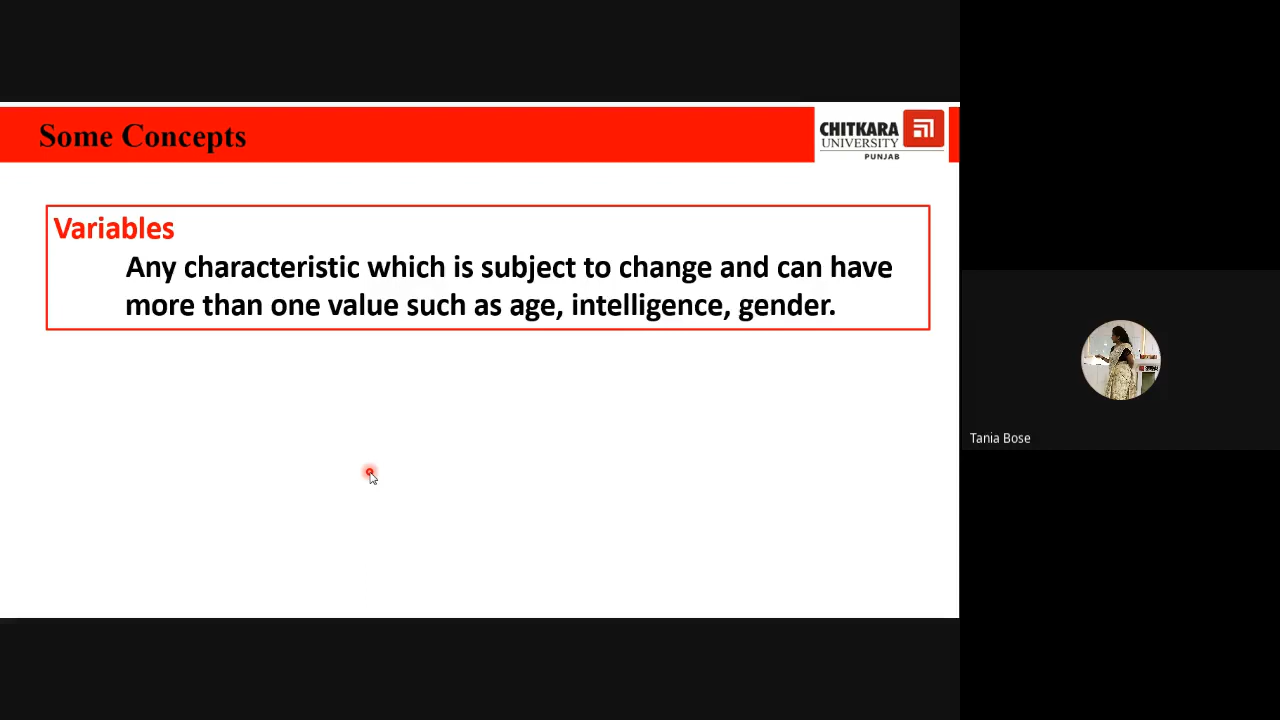 Some Concepts
CHITKARA
UNIVERSITY
PUNJAB
Variables
Any characteristic which is subject to change and can have
more than one value such as age, intelligence, gender.
Tania Bose